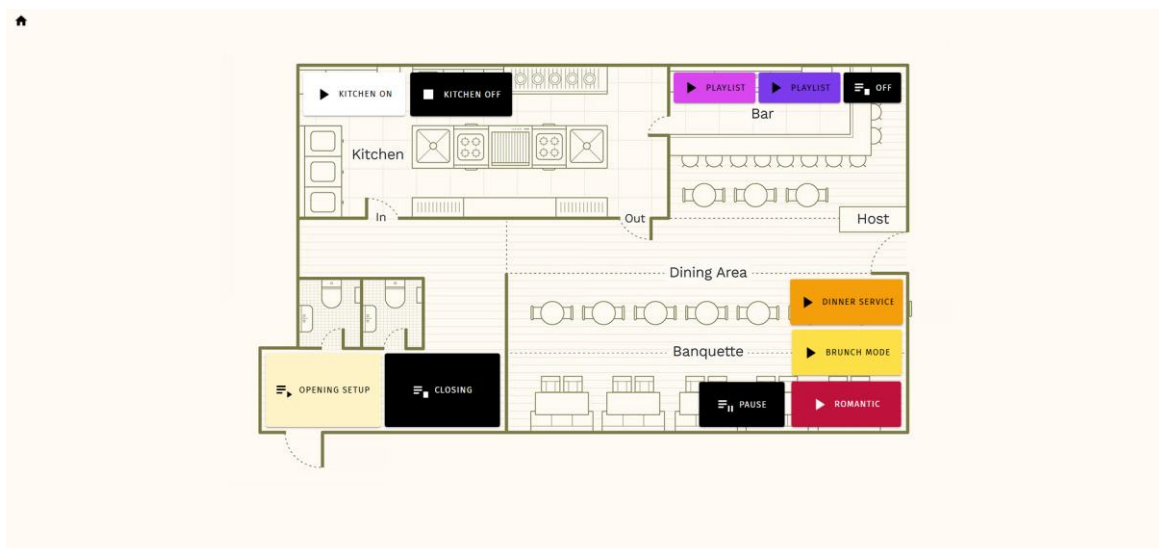 KITCHEN ON
KITCHEN OFF
PLAYLIST
PLAYLIST
OFF
Bar
Kitchen
In
Out
Host
Dining Area
DINNER SERVICE
Banquette
BRUNCH MODE
OPENING SETUP
CLOSING
PAUSE
ROMANTIC